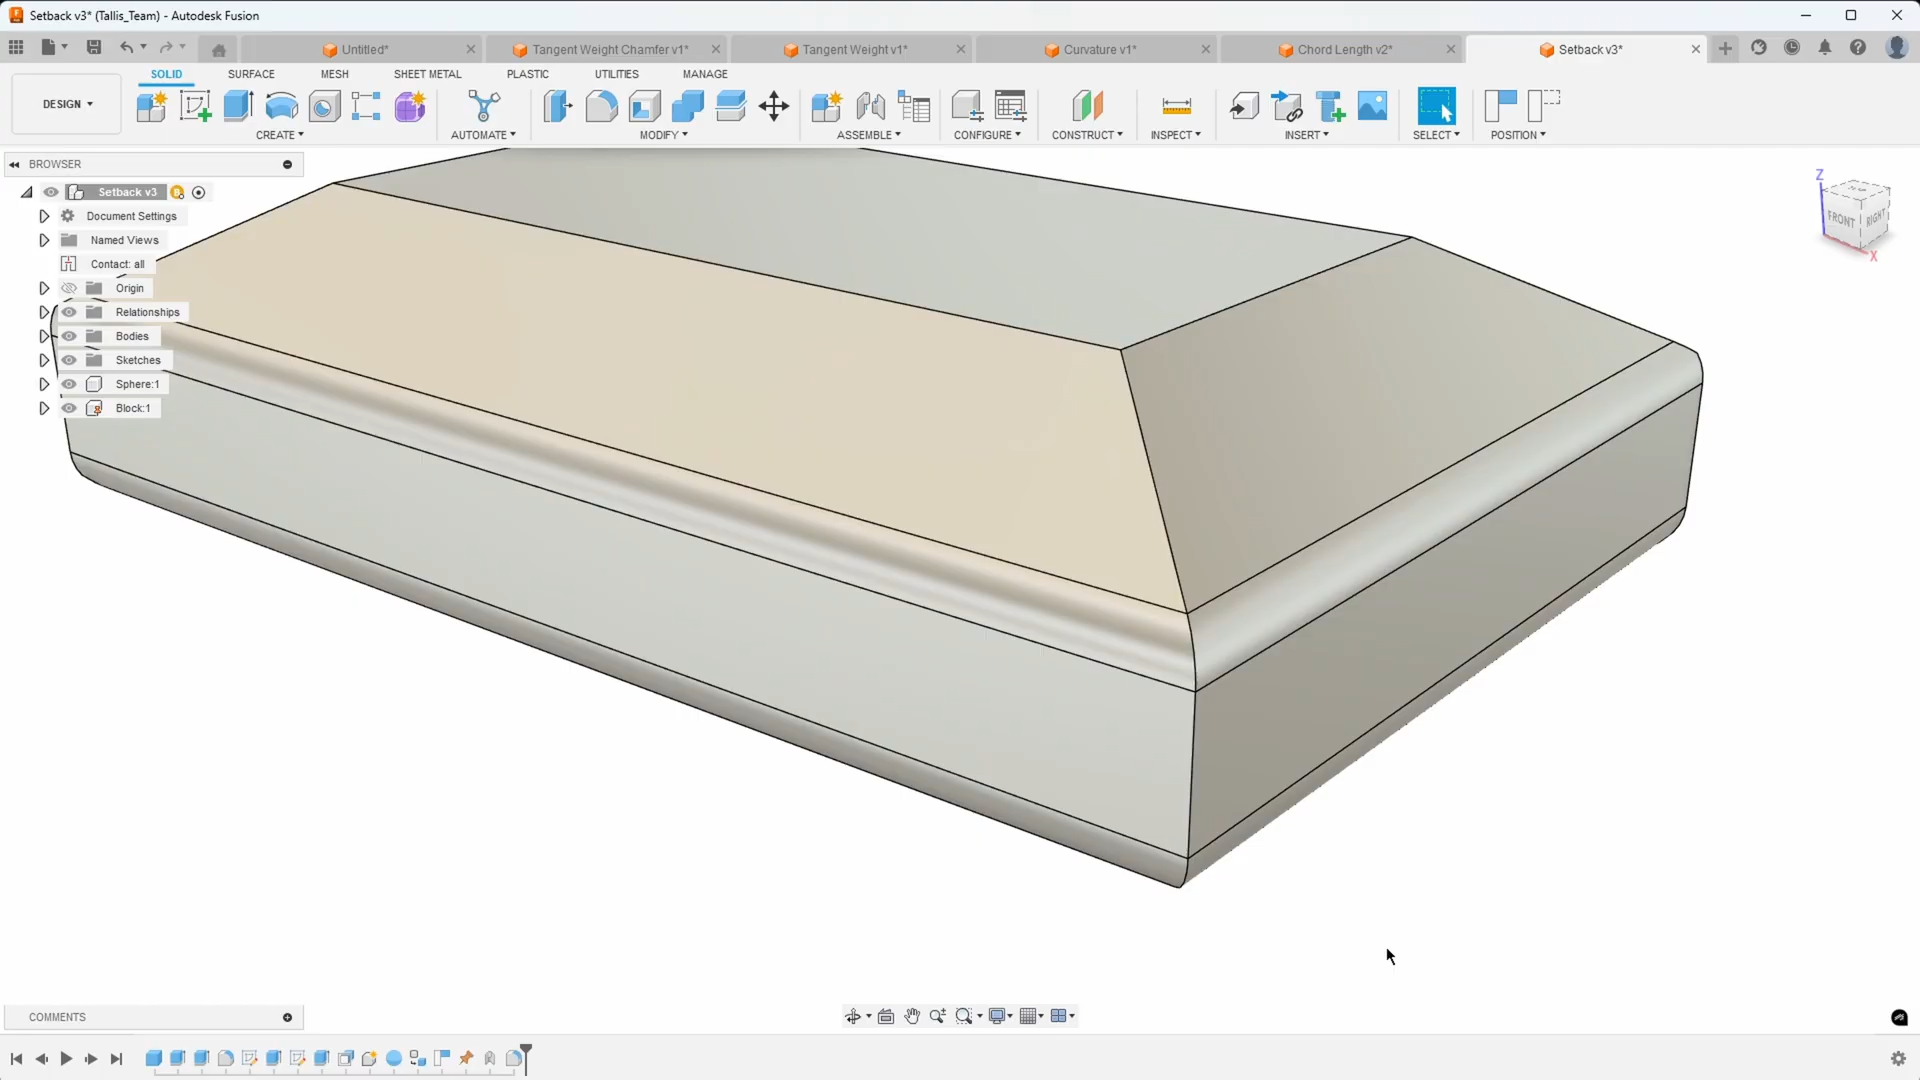 Setback v3* (Tallis_Team) - Autodesk Fusion
Untitled*
Tangent Weight Chamfer v1*
Tangent Weight v1*
Curvature v1*
Chord Length v2*
Setback v3*
DESIGN
SOLID
SURFACE
MESH
SHEET METAL
PLASTIC
UTILITIES
MANAGE
CREATE
AUTOMATE
MODIFY
ASSEMBLE
CONFIGURE
CONSTRUCT
INSPECT
INSERT
SELECT
POSITION
BROWSER
Setback v3
Document Settings
Named Views
Contact: all
Origin
Relationships
Bodies
Sketches
Sphere:1
Block:1
Z
FRONT
RIGHT
X
COMMENTS